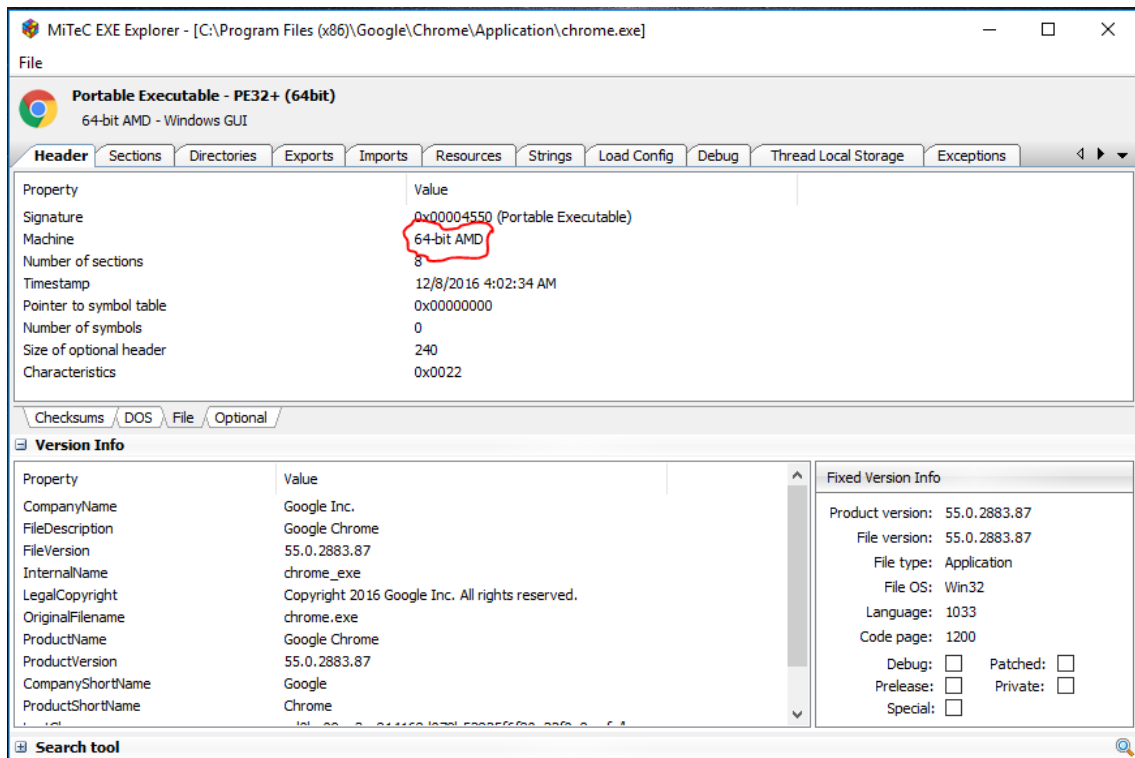 MiTeC EXE Explorer - [C:\Program Files (x86)\Google\Chrome\Application\chrome.exe]
File
Portable Executable - PE32+ (64bit)
64-bit AMD - Windows GUI
Header Sections Directories Exports Imports Resources Strings Load Config Debug Thread Local Storage Exceptions
Property Value
Signature 0x00004550 (Portable Executable)
Machine 64-bit AMD
Number of sections 8
Timestamp 12/8/2016 4:02:34 AM
Pointer to symbol table 0x00000000
Number of symbols 0
Size of optional header 240
Characteristics 0x0022
Checksums DOS File Optional
Version Info
Property Value
CompanyName Google Inc.
FileDescription Google Chrome
FileVersion 55.0.2883.87
InternalName chrome_exe
LegalCopyright Copyright 2016 Google Inc. All rights reserved.
OriginalFilename chrome.exe
ProductName Google Chrome
ProductVersion 55.0.2883.87
CompanyShortName Google
ProductShortName Chrome
Fixed Version Info
Product version: 55.0.2883.87
File version: 55.0.2883.87
File type: Application
File OS: Win32
Language: 1033
Code page: 1200
Debug: Patched:
Prelease: Private:
Special:
Search tool